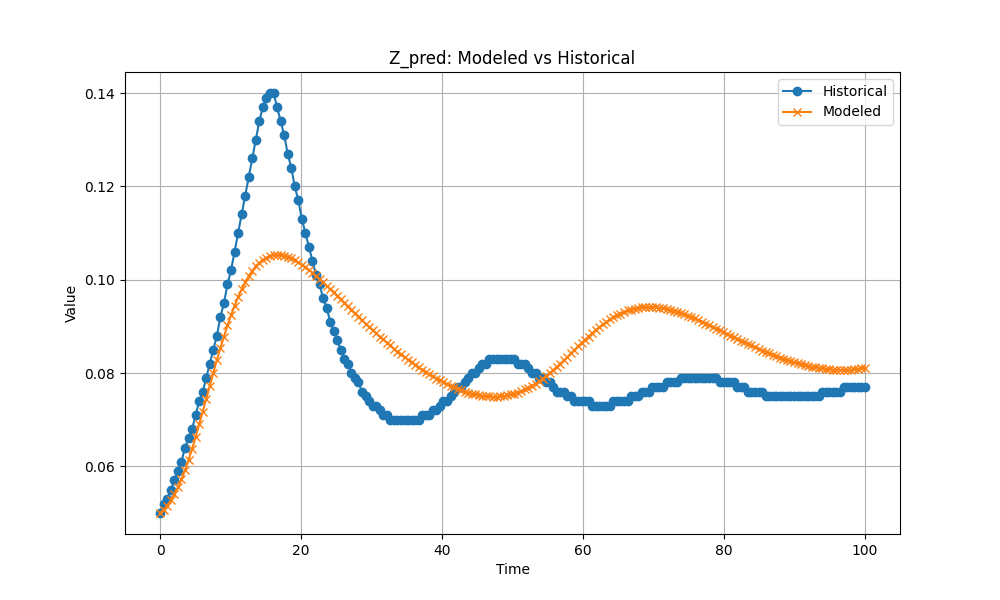 Z_pred: Modeled vs Historical
Historical
Modeled
Value
0.14
0.12
0.10
0.08
0.06
0 20 40 60 80 100
Time